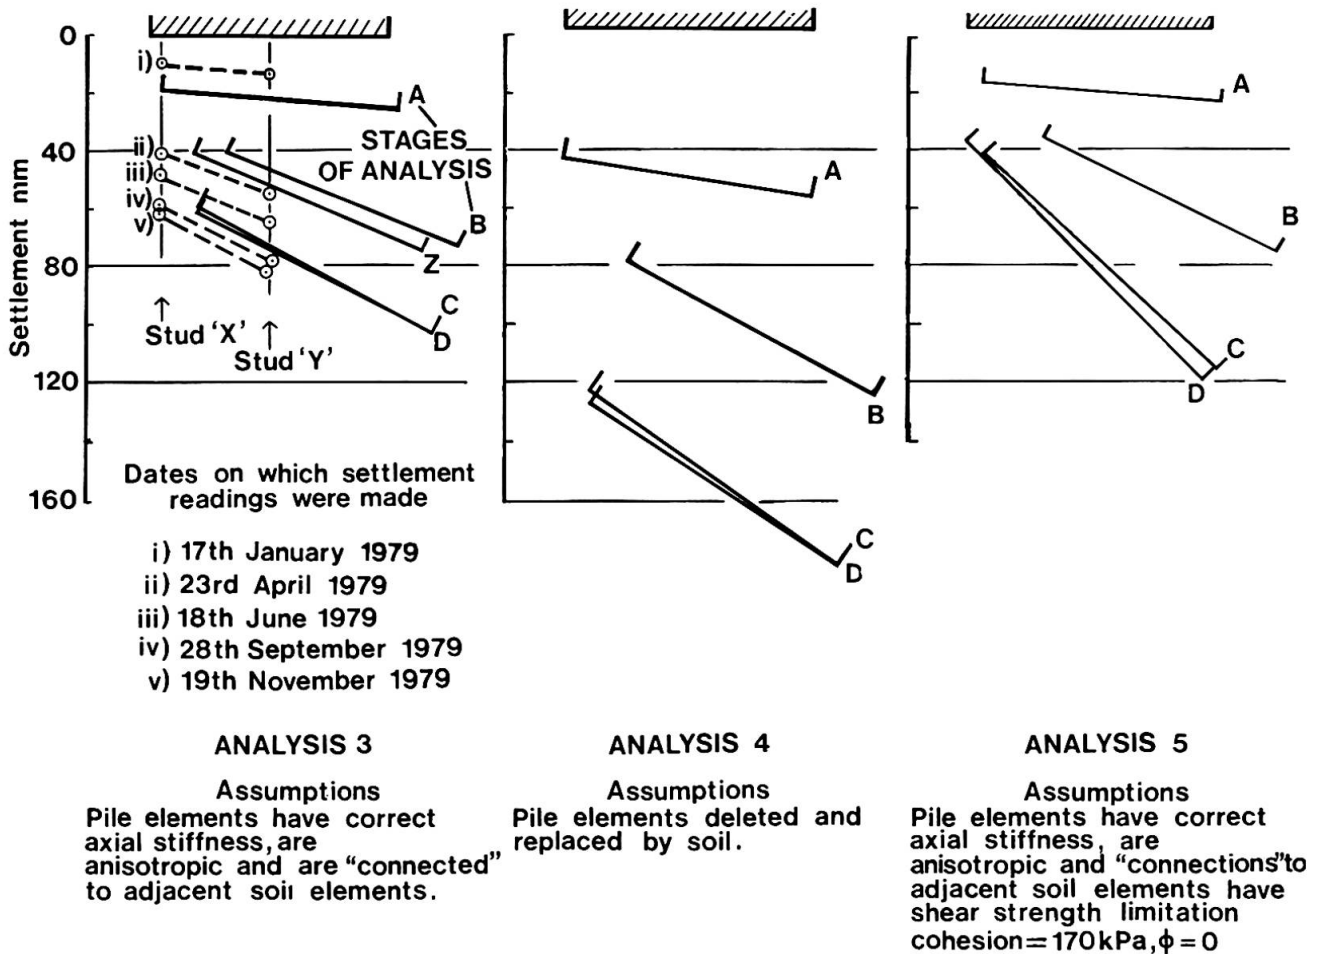 0
40
80
120
160
Settlement mm
i)
ii)
iii)
iv)
v)
A
STAGES
OF ANALYSIS
B
Z
C
D
Stud ‘X’
Stud ‘Y’
A
B
C
D
A
B
C
D
Dates on which settlement
readings were made
i) 17th January 1979
ii) 23rd April 1979
iii) 18th June 1979
iv) 28th September 1979
v) 19th November 1979
ANALYSIS 3
Assumptions
Pile elements have correct
axial stiffness, are
anisotropic and are “connected”
to adjacent soil elements.
ANALYSIS 4
Assumptions
Pile elements deleted and
replaced by soil.
ANALYSIS 5
Assumptions
Pile elements have correct
axial stiffness, are
anisotropic and “connections” to
adjacent soil elements have
shear strength limitation
cohesion = 170 kPa, ϕ = 0